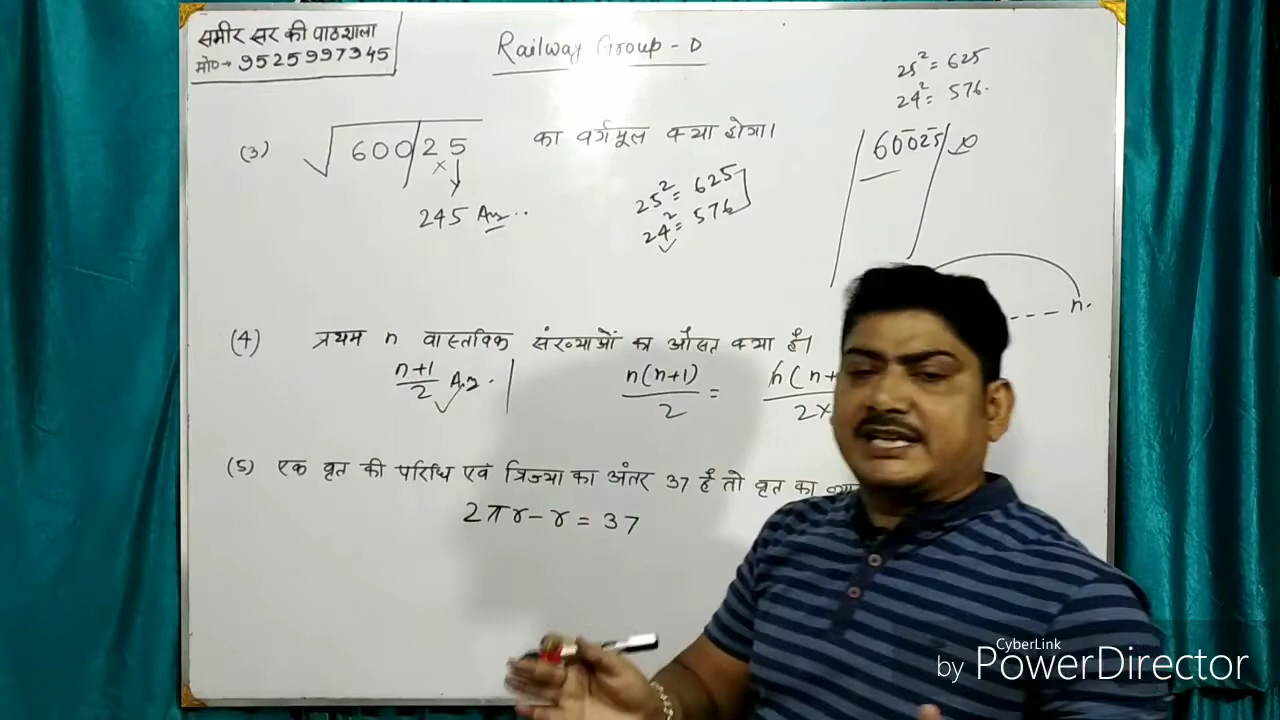 समीर सर की पाठशाला
मो०→ 9525997345
Railway Group-D
25² = 625
24² = 576.
(3) √600/25 का वर्गमूल क्या होगा।
60025
245 Ans..
25² = 625
24² = 576
n.
(4) प्रथम n वास्तविक संख्याओं का औसत क्या है।
n+1/2 Ans. n(n+1)/2 = n(n+ 2×
(5) एक वृत की परिधि एवं त्रिज्या का अंतर 37 है तो वृत का
2πr-r = 37
CyberLink
by PowerDirector